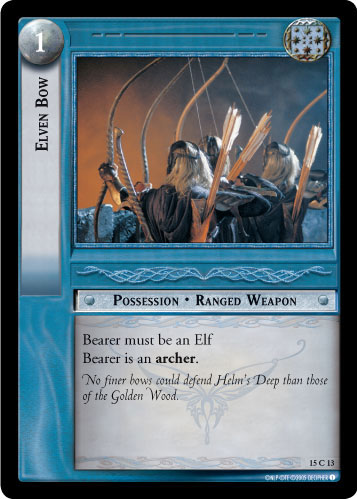 1
ELVEN BOW
POSSESSION • RANGED WEAPON
Bearer must be an Elf
Bearer is an archer.
No finer bows could defend Helm's Deep than those
of the Golden Wood.
15 C 13